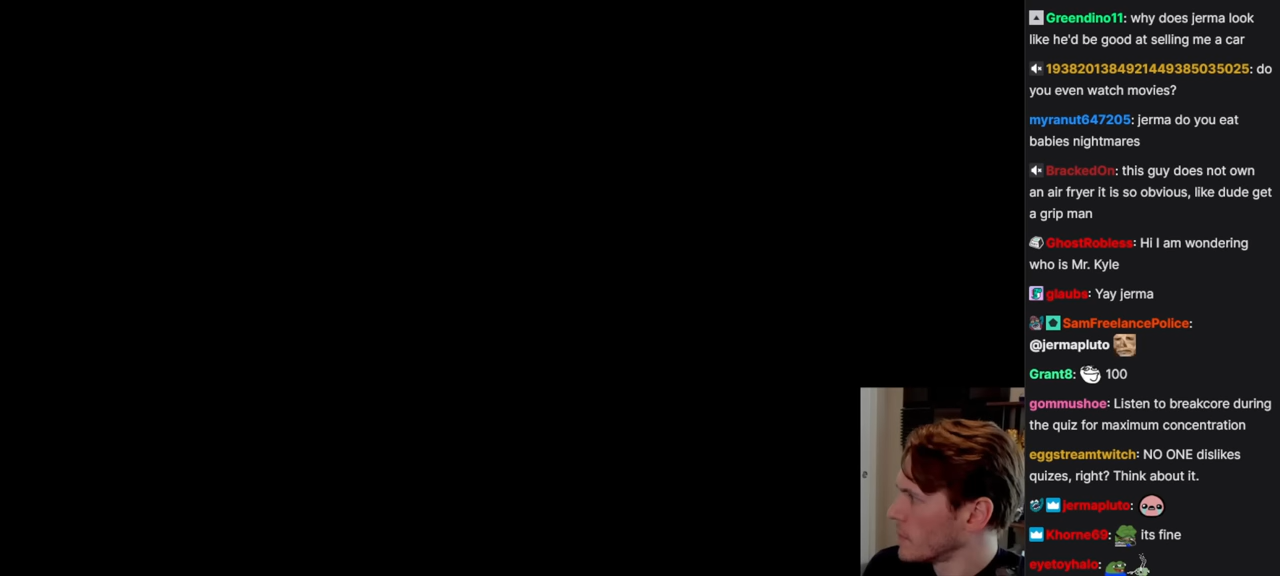 Greendino11: why does jerma look
like he'd be good at selling me a car
1938201384921449385035025: do
you even watch movies?
myranut647205: jerma do you eat
babies nightmares
BrackedOn: this guy does not own
an air fryer it is so obvious, like dude get
a grip man
GhostRobless: Hi I am wondering
who is Mr. Kyle
glaubs: Yay jerma
SamFreelancePolice:
@jermapluto
Grant8: 100
gommushoe: Listen to breakcore during
the quiz for maximum concentration
eggstreamtwitch: NO ONE dislikes
quizes, right? Think about it.
jermapluto:
Khorne69: its fine
eyetoyhalo: